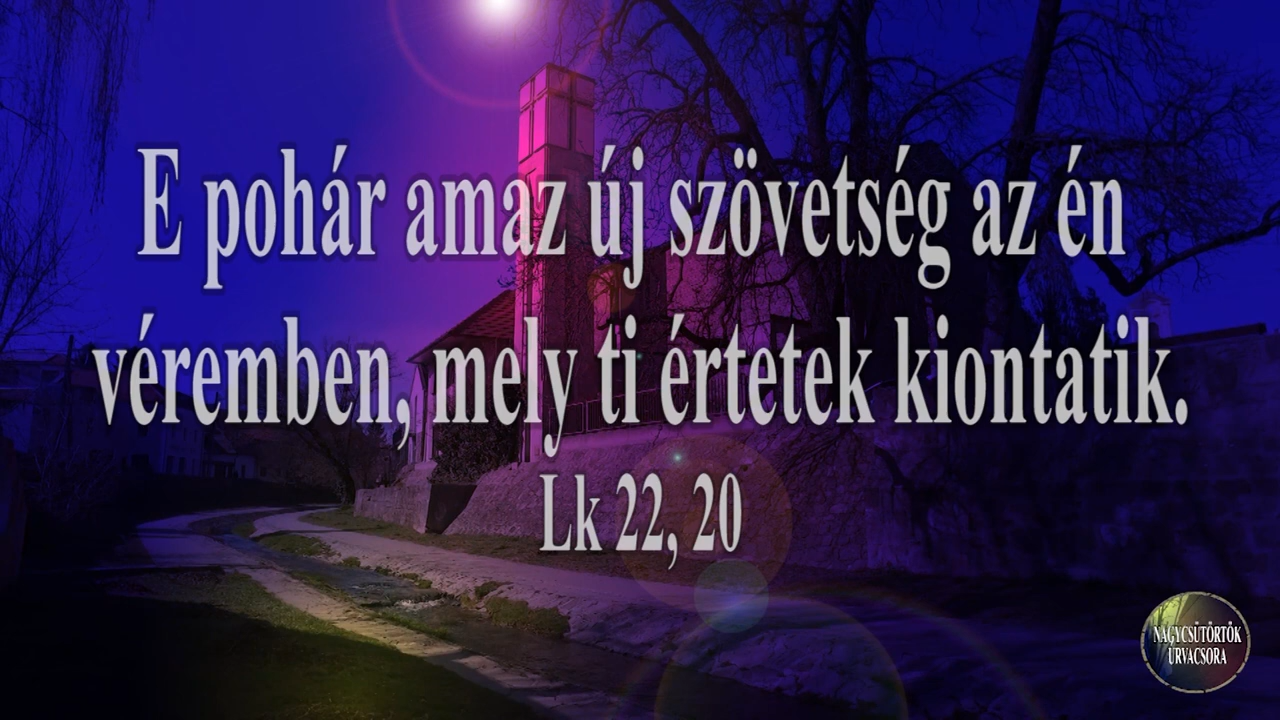 E pohár amaz új szövetség az én
véremben, mely ti értetek kiontatik.
Lk 22, 20
NAGYCSÜTÖRTÖK
ÚRVACSORA